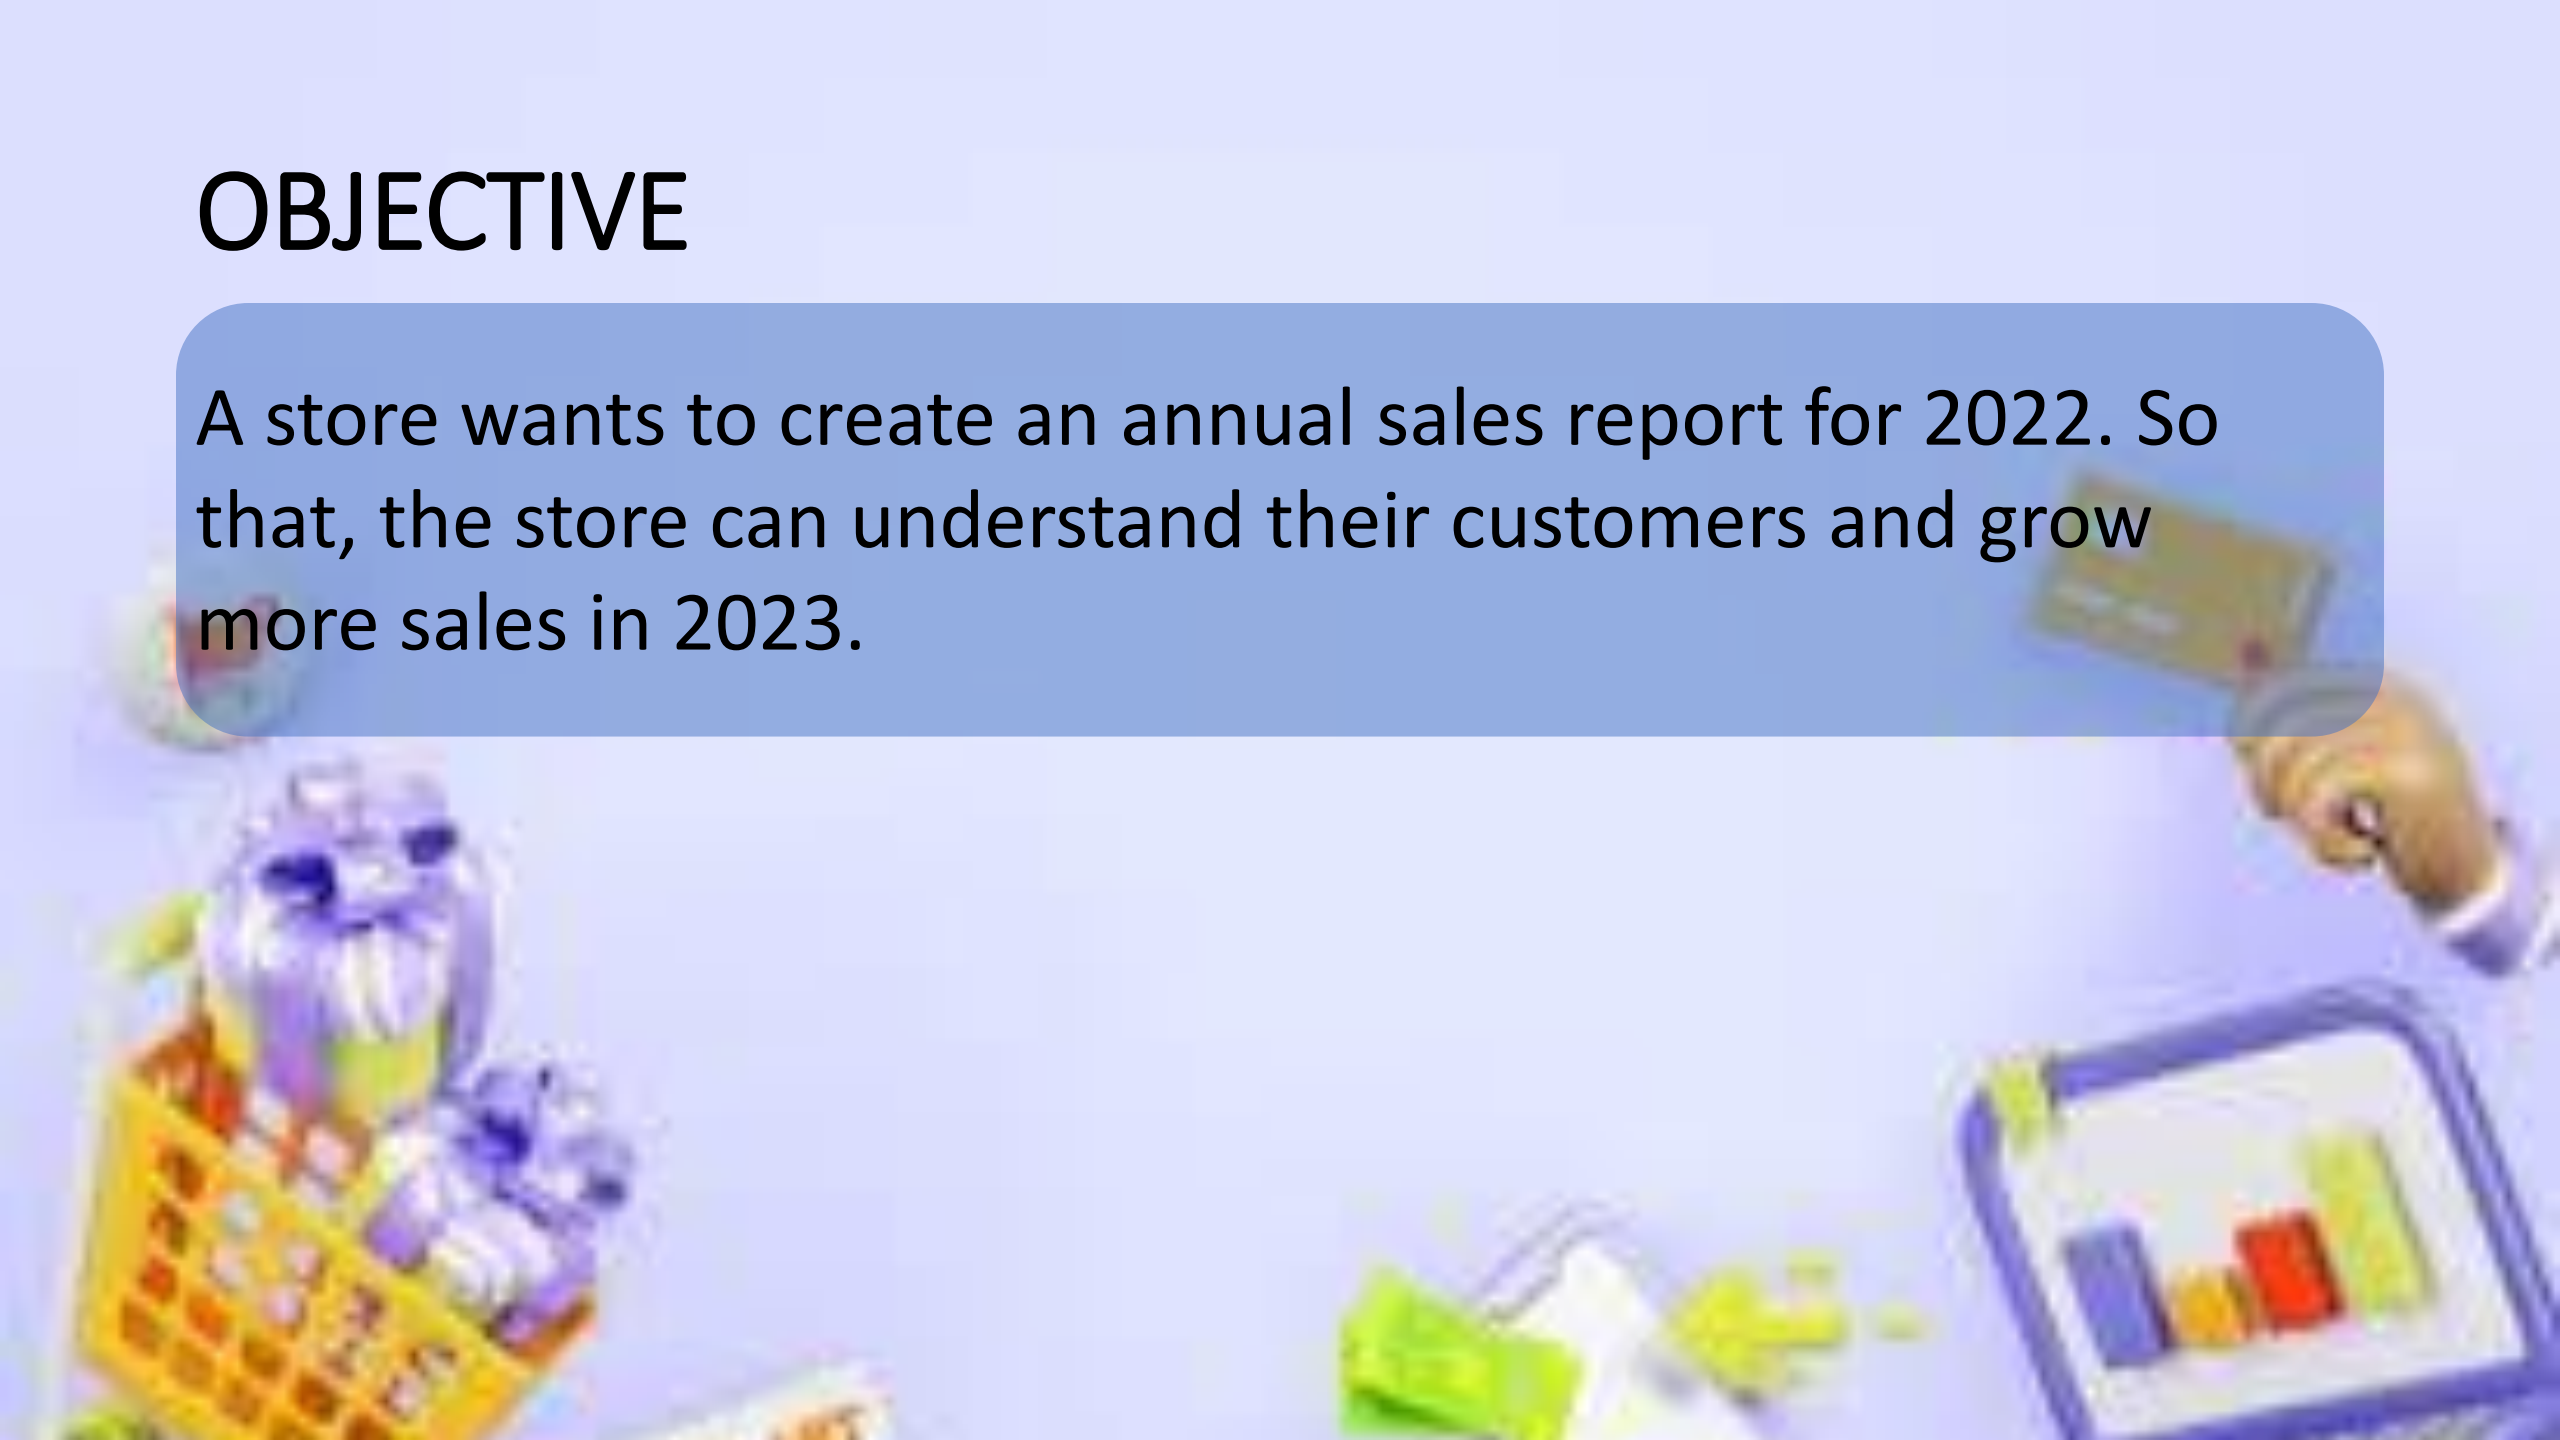 OBJECTIVE
A store wants to create an annual sales report for 2022. So
that, the store can understand their customers and grow
more sales in 2023.